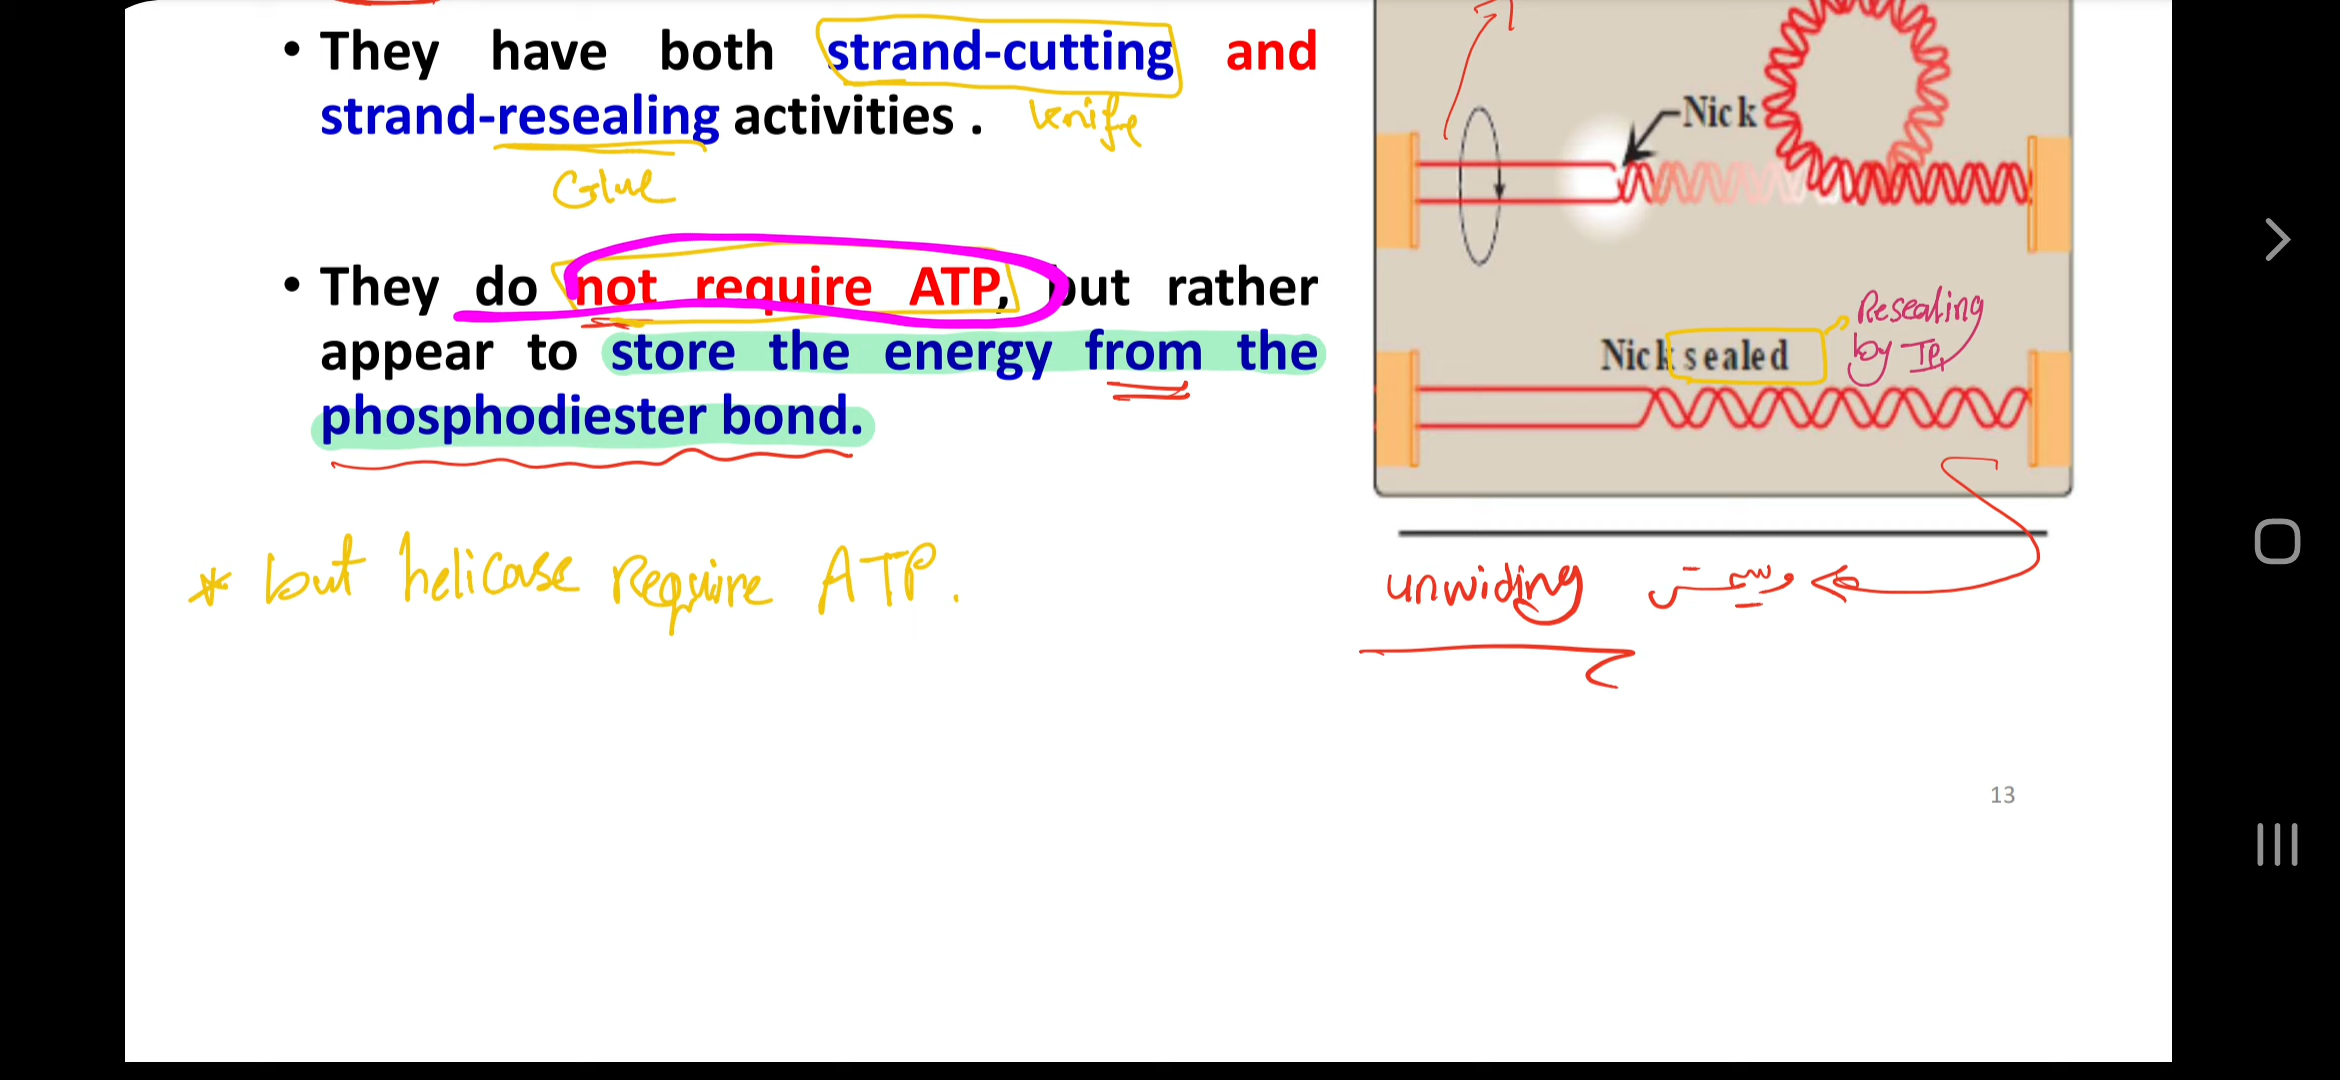 • They have both strand-cutting and
strand-resealing activities .
knife
Glue
• They do not require ATP, but rather
appear to store the energy from the
phosphodiester bond.
* but helicase Require ATP.
Nick
Nick sealed
Resealing
by
unwiding
13